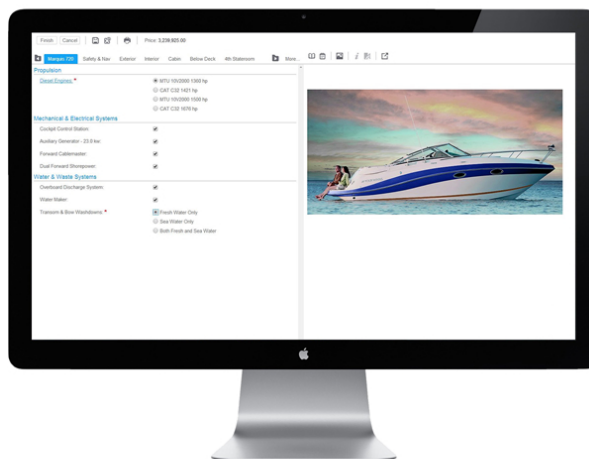 Finish Cancel Price: 3,239,925.00
Marquis 720 Safety & Nav Exterior Interior Cabin Below Deck 4th Stateroom More...
Propulsion
Diesel Engines: *
MTU 10V2000 1360 hp
CAT C32 1401 hp
MTU 10V2000 1500 hp
CAT C32 1676 hp
Mechanical & Electrical Systems
Cockpit Control Station:
Auxiliary Generator - 23.0 kw:
Forward Cablemaster:
Dual Forward Shorepower:
Water & Waste Systems
Overboard Discharge System:
Water Maker:
Transom & Bow Washdowns: *
Fresh Water Only
Sea Water Only
Both Fresh and Sea Water